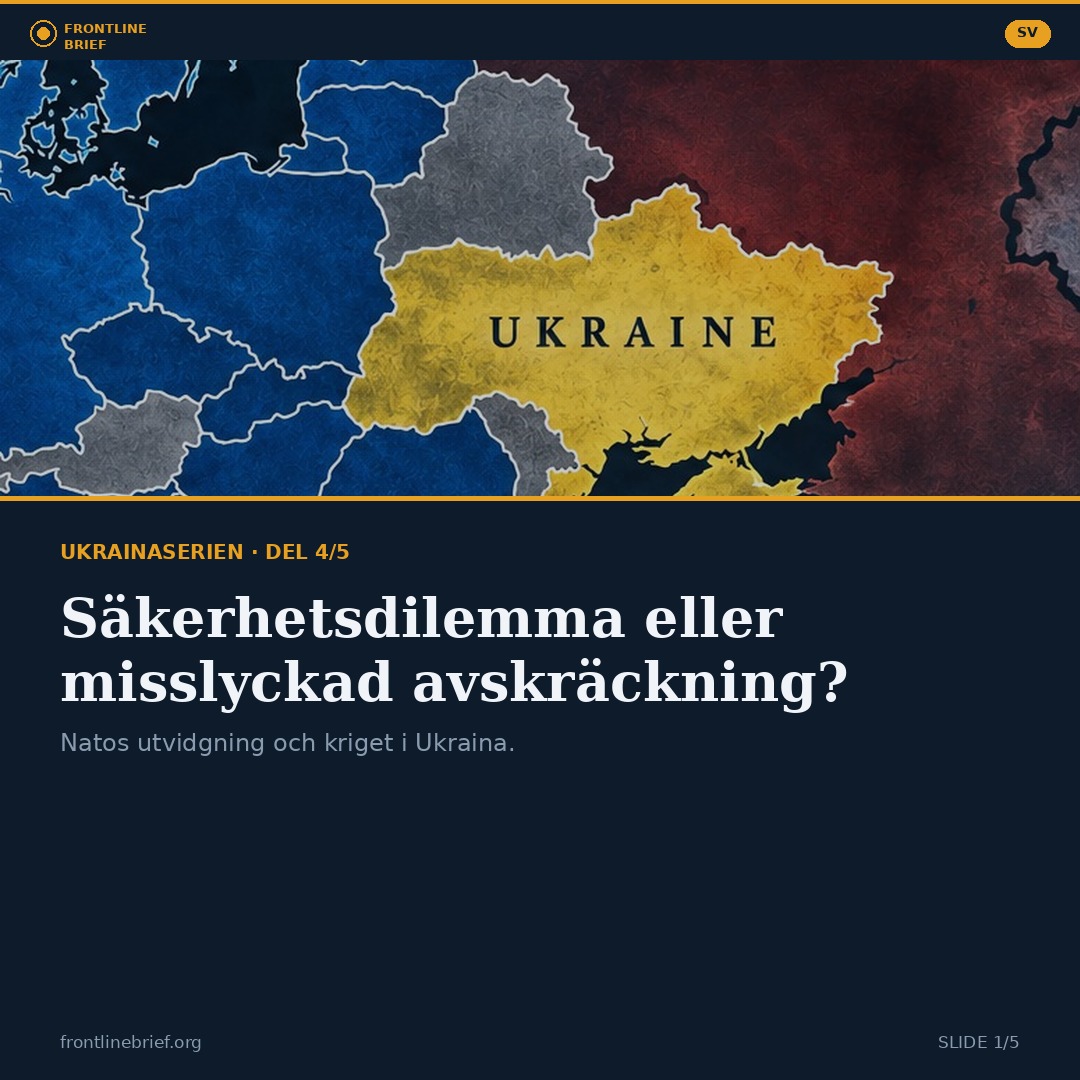 FRONTLINE
BRIEF
SV
UKRAINE
UKRAINASERIEN · DEL 4/5
Säkerhetsdilemma eller
misslyckad avskräckning?
Natos utvidgning och kriget i Ukraina.
frontlinebrief.org
SLIDE 1/5